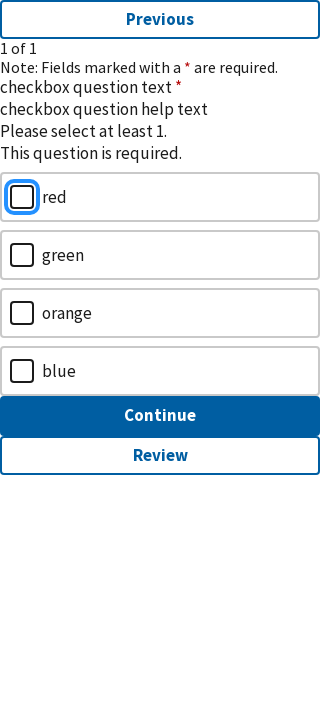 Previous
1 of 1
Note: Fields marked with a * are required.
checkbox question text *
checkbox question help text
Please select at least 1.
This question is required.
red
green
orange
blue
Continue
Review